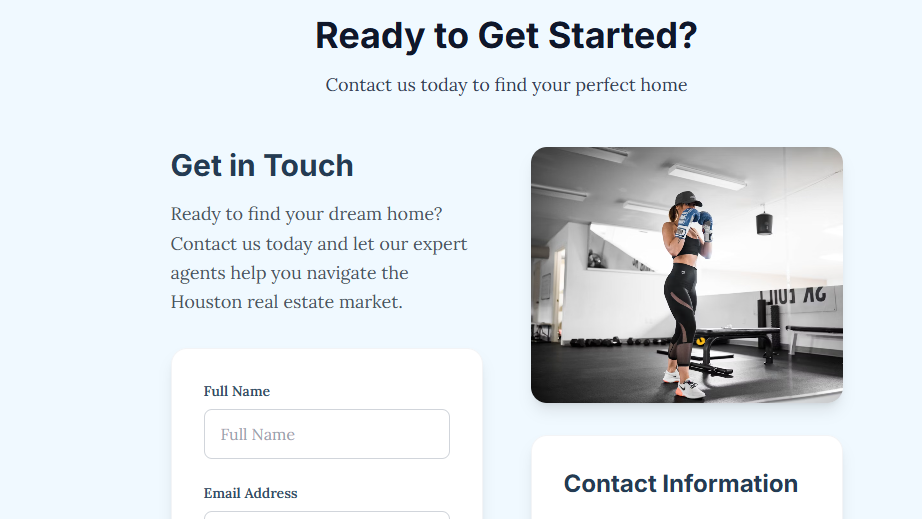 Ready to Get Started?
Contact us today to find your perfect home
Get in Touch
Ready to find your dream home?
Contact us today and let our expert
agents help you navigate the
Houston real estate market.
Full Name
Full Name
Email Address
Contact Information